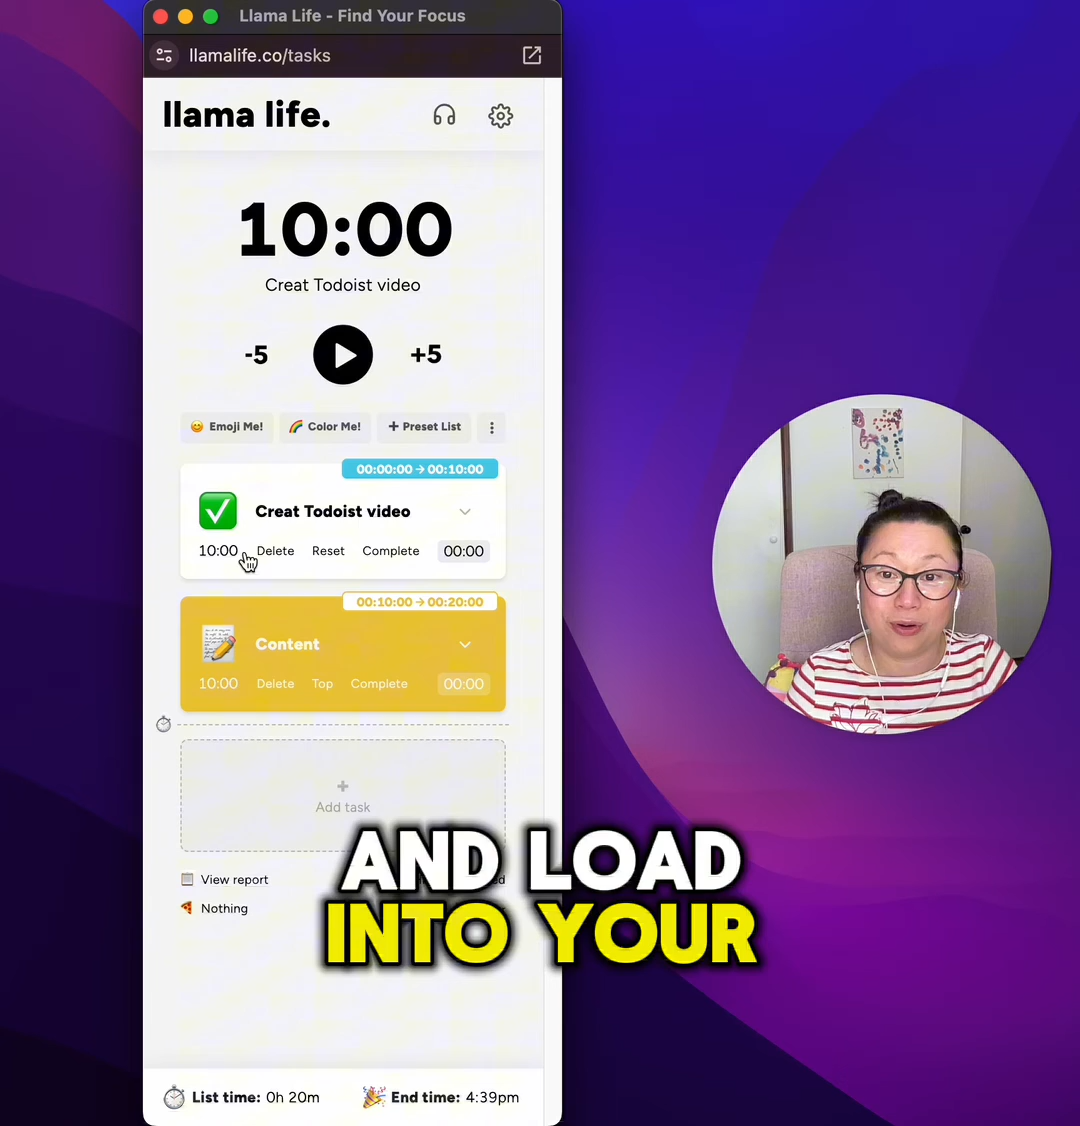 Llama Life - Find Your Focus
llamalife.co/tasks
llama life.
10:00
Creat Todoist video
-5 +5
😊 Emoji Me! 🌈 Color Me! + Preset List
00:00:00 → 00:10:00
Creat Todoist video
10:00 Delete Reset Complete 00:00
00:10:00 → 00:20:00
Content
10:00 Delete Top Complete 00:00
+
Add task
View report
Nothing
AND LOAD
INTO YOUR
List time: 0h 20m End time: 4:39pm